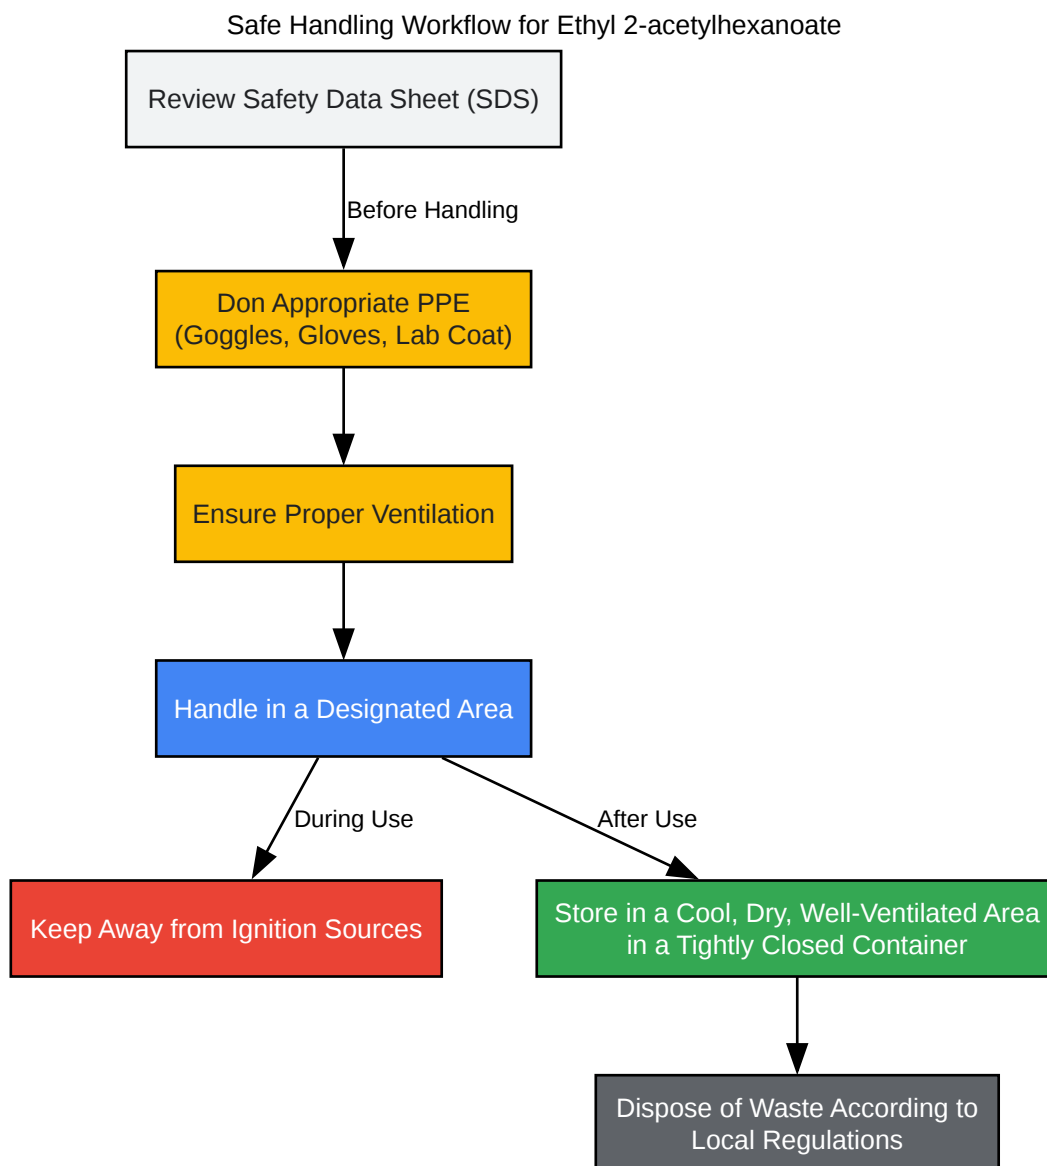 Safe Handling Workflow for Ethyl 2-acetylhexanoate
Review Safety Data Sheet (SDS)
Before Handling
Don Appropriate PPE
(Goggles, Gloves, Lab Coat)
Ensure Proper Ventilation
Handle in a Designated Area
During Use
After Use
Keep Away from Ignition Sources
Store in a Cool, Dry, Well-Ventilated Area
in a Tightly Closed Container
Dispose of Waste According to
Local Regulations